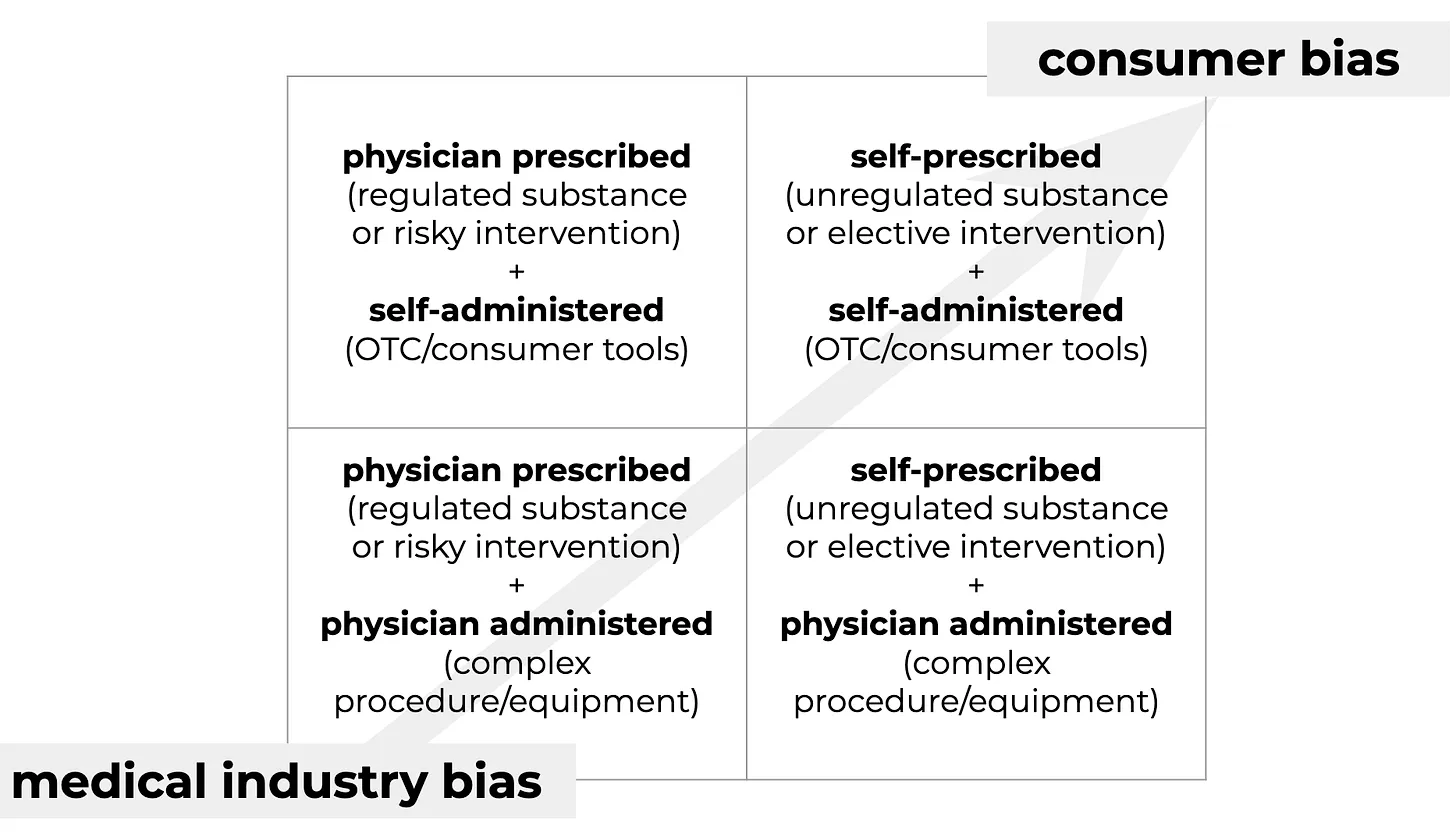 consumer bias
physician prescribed
(regulated substance
or risky intervention)
+
self-administered
(OTC/consumer tools)
self-prescribed
(unregulated substance
or elective intervention)
+
self-administered
(OTC/consumer tools)
physician prescribed
(regulated substance
or risky intervention)
+
physician administered
(complex
procedure/equipment)
self-prescribed
(unregulated substance
or elective intervention)
+
physician administered
(complex
procedure/equipment)
medical industry bias